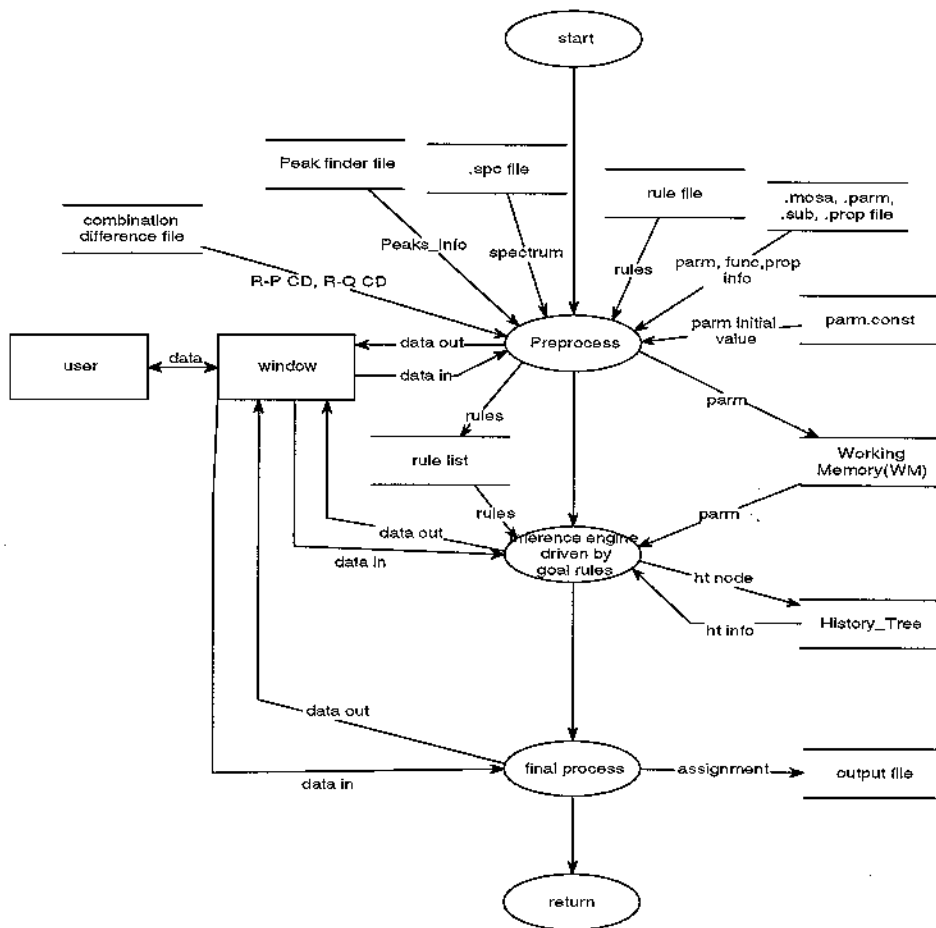 start
Peak finder file
.spc file
rule file
.mosa, .parm,
.sub, .prop file
combination
difference file
Peaks_Info
spectrum
rules
parm, func,prop
info
R-P CD, R-Q CD
parm initial
value
parm.const
user
data
window
data out
data in
Preprocess
rules
parm
rule list
Working
Memory(WM)
rules
parm
data out
data in
Inference engine
driven by
goal rules
ht node
ht info
History_Tree
data out
data in
final process
assignment
output file
return